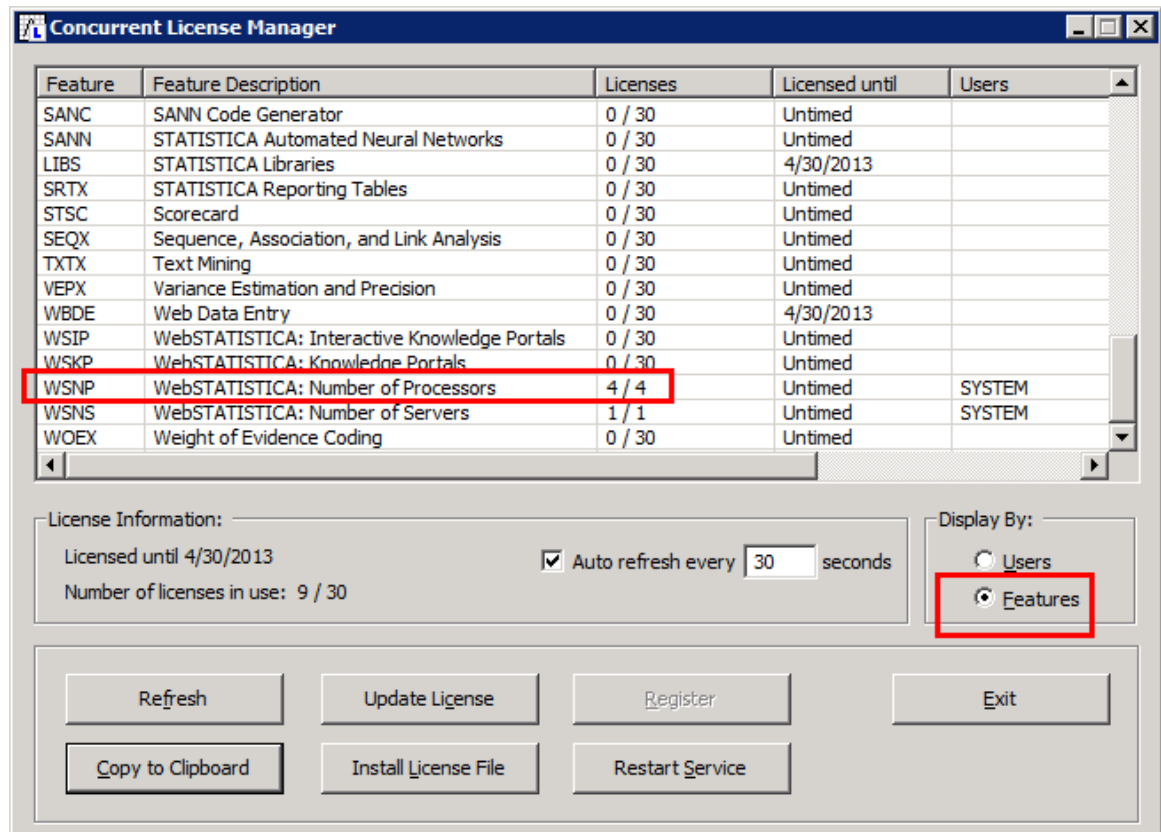 Concurrent License Manager
Feature Feature Description Licenses Licensed until Users
SANC SANN Code Generator 0 / 30 Untimed
SANN STATISTICA Automated Neural Networks 0 / 30 Untimed
LIBS STATISTICA Libraries 0 / 30 4/30/2013
SRTX STATISTICA Reporting Tables 0 / 30 Untimed
STSC Scorecard 0 / 30 Untimed
SEQX Sequence, Association, and Link Analysis 0 / 30 Untimed
TXTX Text Mining 0 / 30 Untimed
VEPX Variance Estimation and Precision 0 / 30 Untimed
WBDE Web Data Entry 0 / 30 4/30/2013
WSIP WebSTATISTICA: Interactive Knowledge Portals 0 / 30 Untimed
WSKP WebSTATISTICA: Knowledge Portals 0 / 30 Untimed
WSNP WebSTATISTICA: Number of Processors 4 / 4 Untimed SYSTEM
WSNS WebSTATISTICA: Number of Servers 1 / 1 Untimed SYSTEM
WOEX Weight of Evidence Coding 0 / 30 Untimed
License Information: Display By:
Licensed until 4/30/2013 Auto refresh every 30 seconds Users
Number of licenses in use: 9 / 30 Features
Refresh Update License Register Exit
Copy to Clipboard Install License File Restart Service